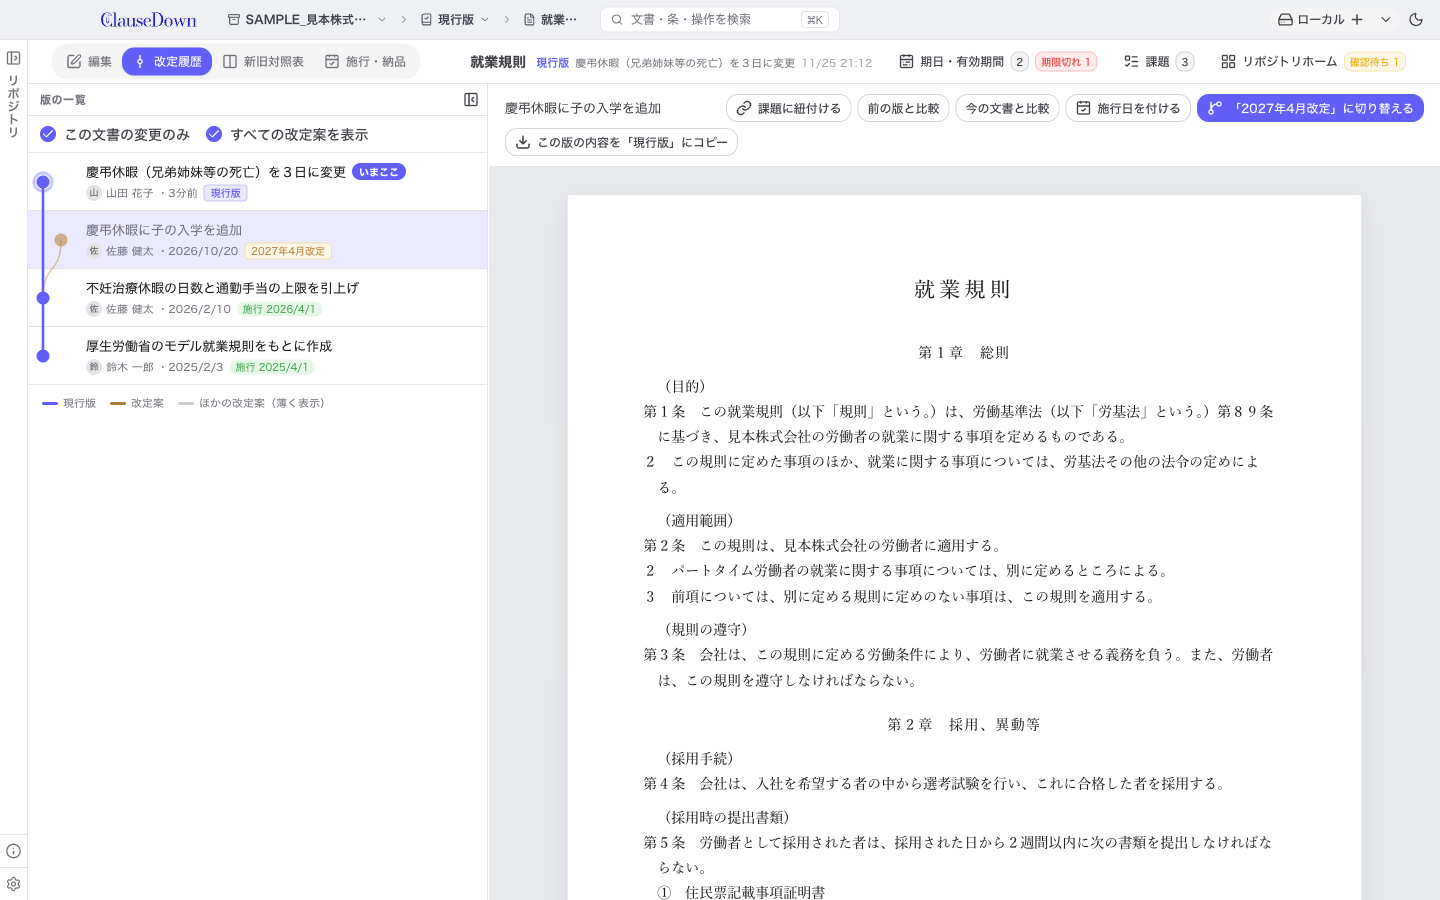 ClauseDown
SAMPLE_見本株式… 現行版 就業… 文書・条・操作を検索 ⌘K ローカル
編集 改定履歴 新旧対照表 施行・納品 就業規則 現行版 慶弔休暇（兄弟姉妹等の死亡）を３日に変更 11/25 21:12 期日・有効期間 2 期限切れ 1 課題 3 リポジトリホーム 確認待ち 1
リポジトリ
版の一覧
この文書の変更のみ すべての改定案を表示
慶弔休暇（兄弟姉妹等の死亡）を３日に変更 いまここ
山 山田 花子 ・3分前 現行版
慶弔休暇に子の入学を追加
佐 佐藤 健太 ・2026/10/20 2027年4月改定
不妊治療休暇の日数と通勤手当の上限を引上げ
佐 佐藤 健太 ・2026/2/10 施行 2026/4/1
厚生労働省のモデル就業規則をもとに作成
鈴 鈴木 一郎 ・2025/2/3 施行 2025/4/1
現行版 改定案 ほかの改定案（薄く表示）
慶弔休暇に子の入学を追加 課題に紐付ける 前の版と比較 今の文書と比較 施行日を付ける 「2027年4月改定」に切り替える
この版の内容を「現行版」にコピー
就業規則
第１章　総則
（目的）
第１条　この就業規則（以下「規則」という。）は、労働基準法（以下「労基法」という。）第８９条
に基づき、見本株式会社の労働者の就業に関する事項を定めるものである。
２　この規則に定めた事項のほか、就業に関する事項については、労基法その他の法令の定めによ
る。
（適用範囲）
第２条　この規則は、見本株式会社の労働者に適用する。
２　パートタイム労働者の就業に関する事項については、別に定めるところによる。
３　前項については、別に定める規則に定めのない事項は、この規則を適用する。
（規則の遵守）
第３条　会社は、この規則に定める労働条件により、労働者に就業させる義務を負う。また、労働者
は、この規則を遵守しなければならない。
第２章　採用、異動等
（採用手続）
第４条　会社は、入社を希望する者の中から選考試験を行い、これに合格した者を採用する。
（採用時の提出書類）
第５条　労働者として採用された者は、採用された日から２週間以内に次の書類を提出しなければな
らない。
①　住民票記載事項証明書